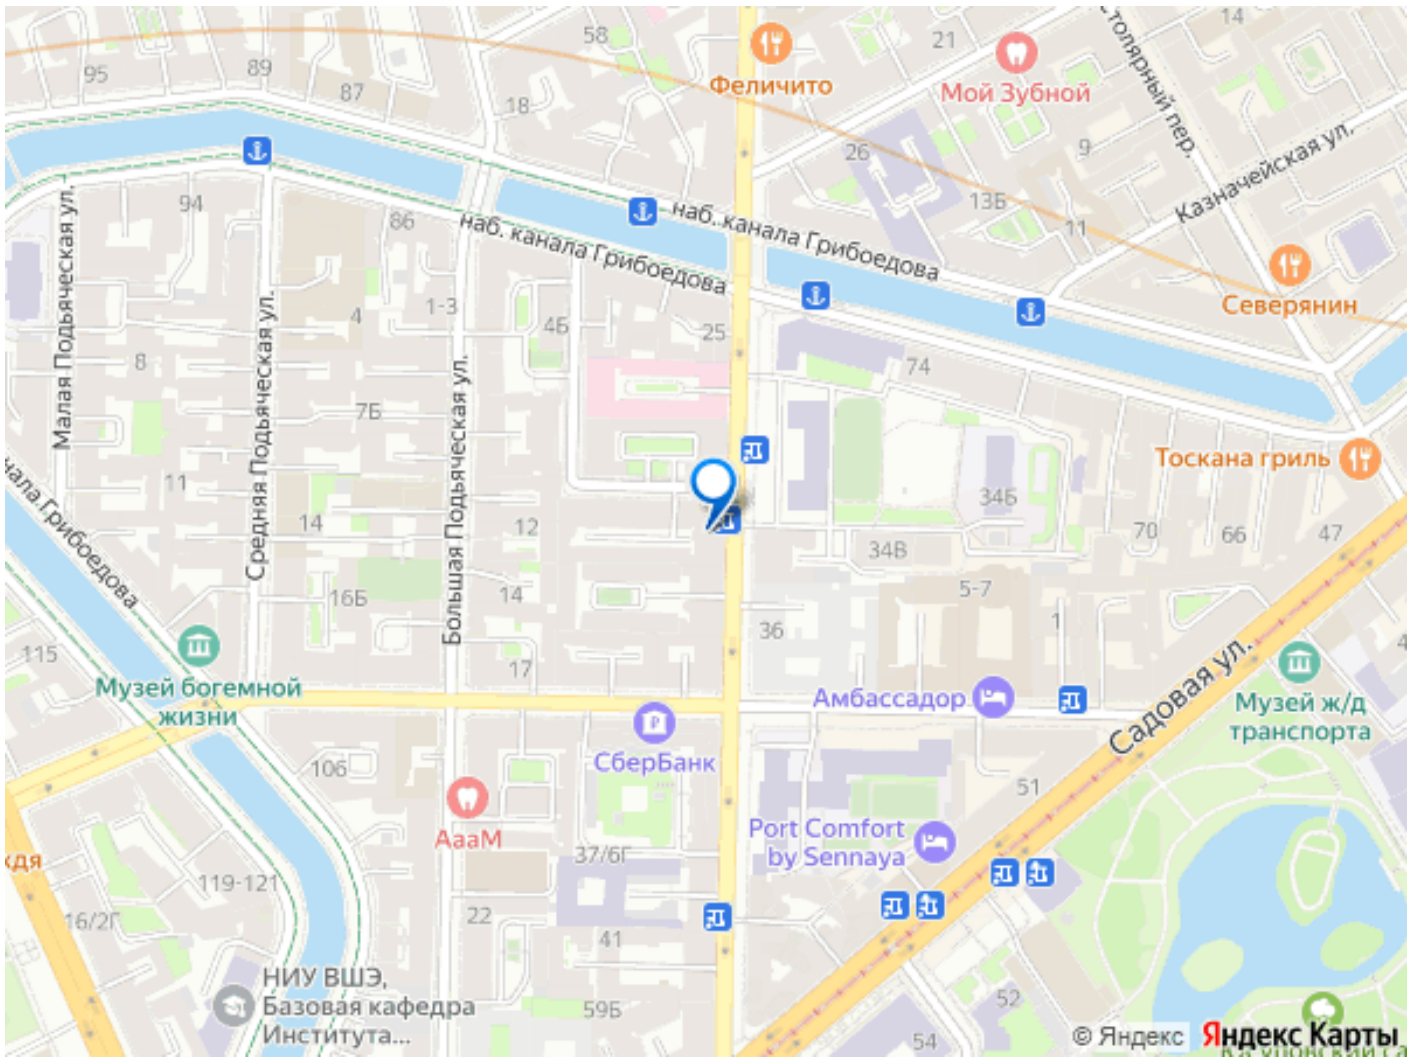 58
Феличито
21
Мой Зубной
14
Столярный пер.
95
89
87
18
26
9
Казначейская ул.
13Б
11
94
86
наб. канала Грибоедова
наб. канала Грибоедова
Северянин
Малая Подьяческая ул.
Средняя Подьяческая ул.
Большая Подьяческая ул.
1-3
4
4Б
25
74
8
7Б
Тоскана гриль
11
14
12
34Б
70
66
47
34В
нала Грибоедова
16Б
14
5-7
36
1
115
17
Музей богемной
жизни
Амбассадор
Садовая ул.
Музей ж/д
транспорта
4
СберБанк
106
51
АааМ
Port Comfort
by Sennaya
ждя
37/6Г
119-121
16/2Г
22
41
НИУ ВШЭ,
Базовая кафедра
Института...
59Б
52
54
© Яндекс
Яндекс Карты